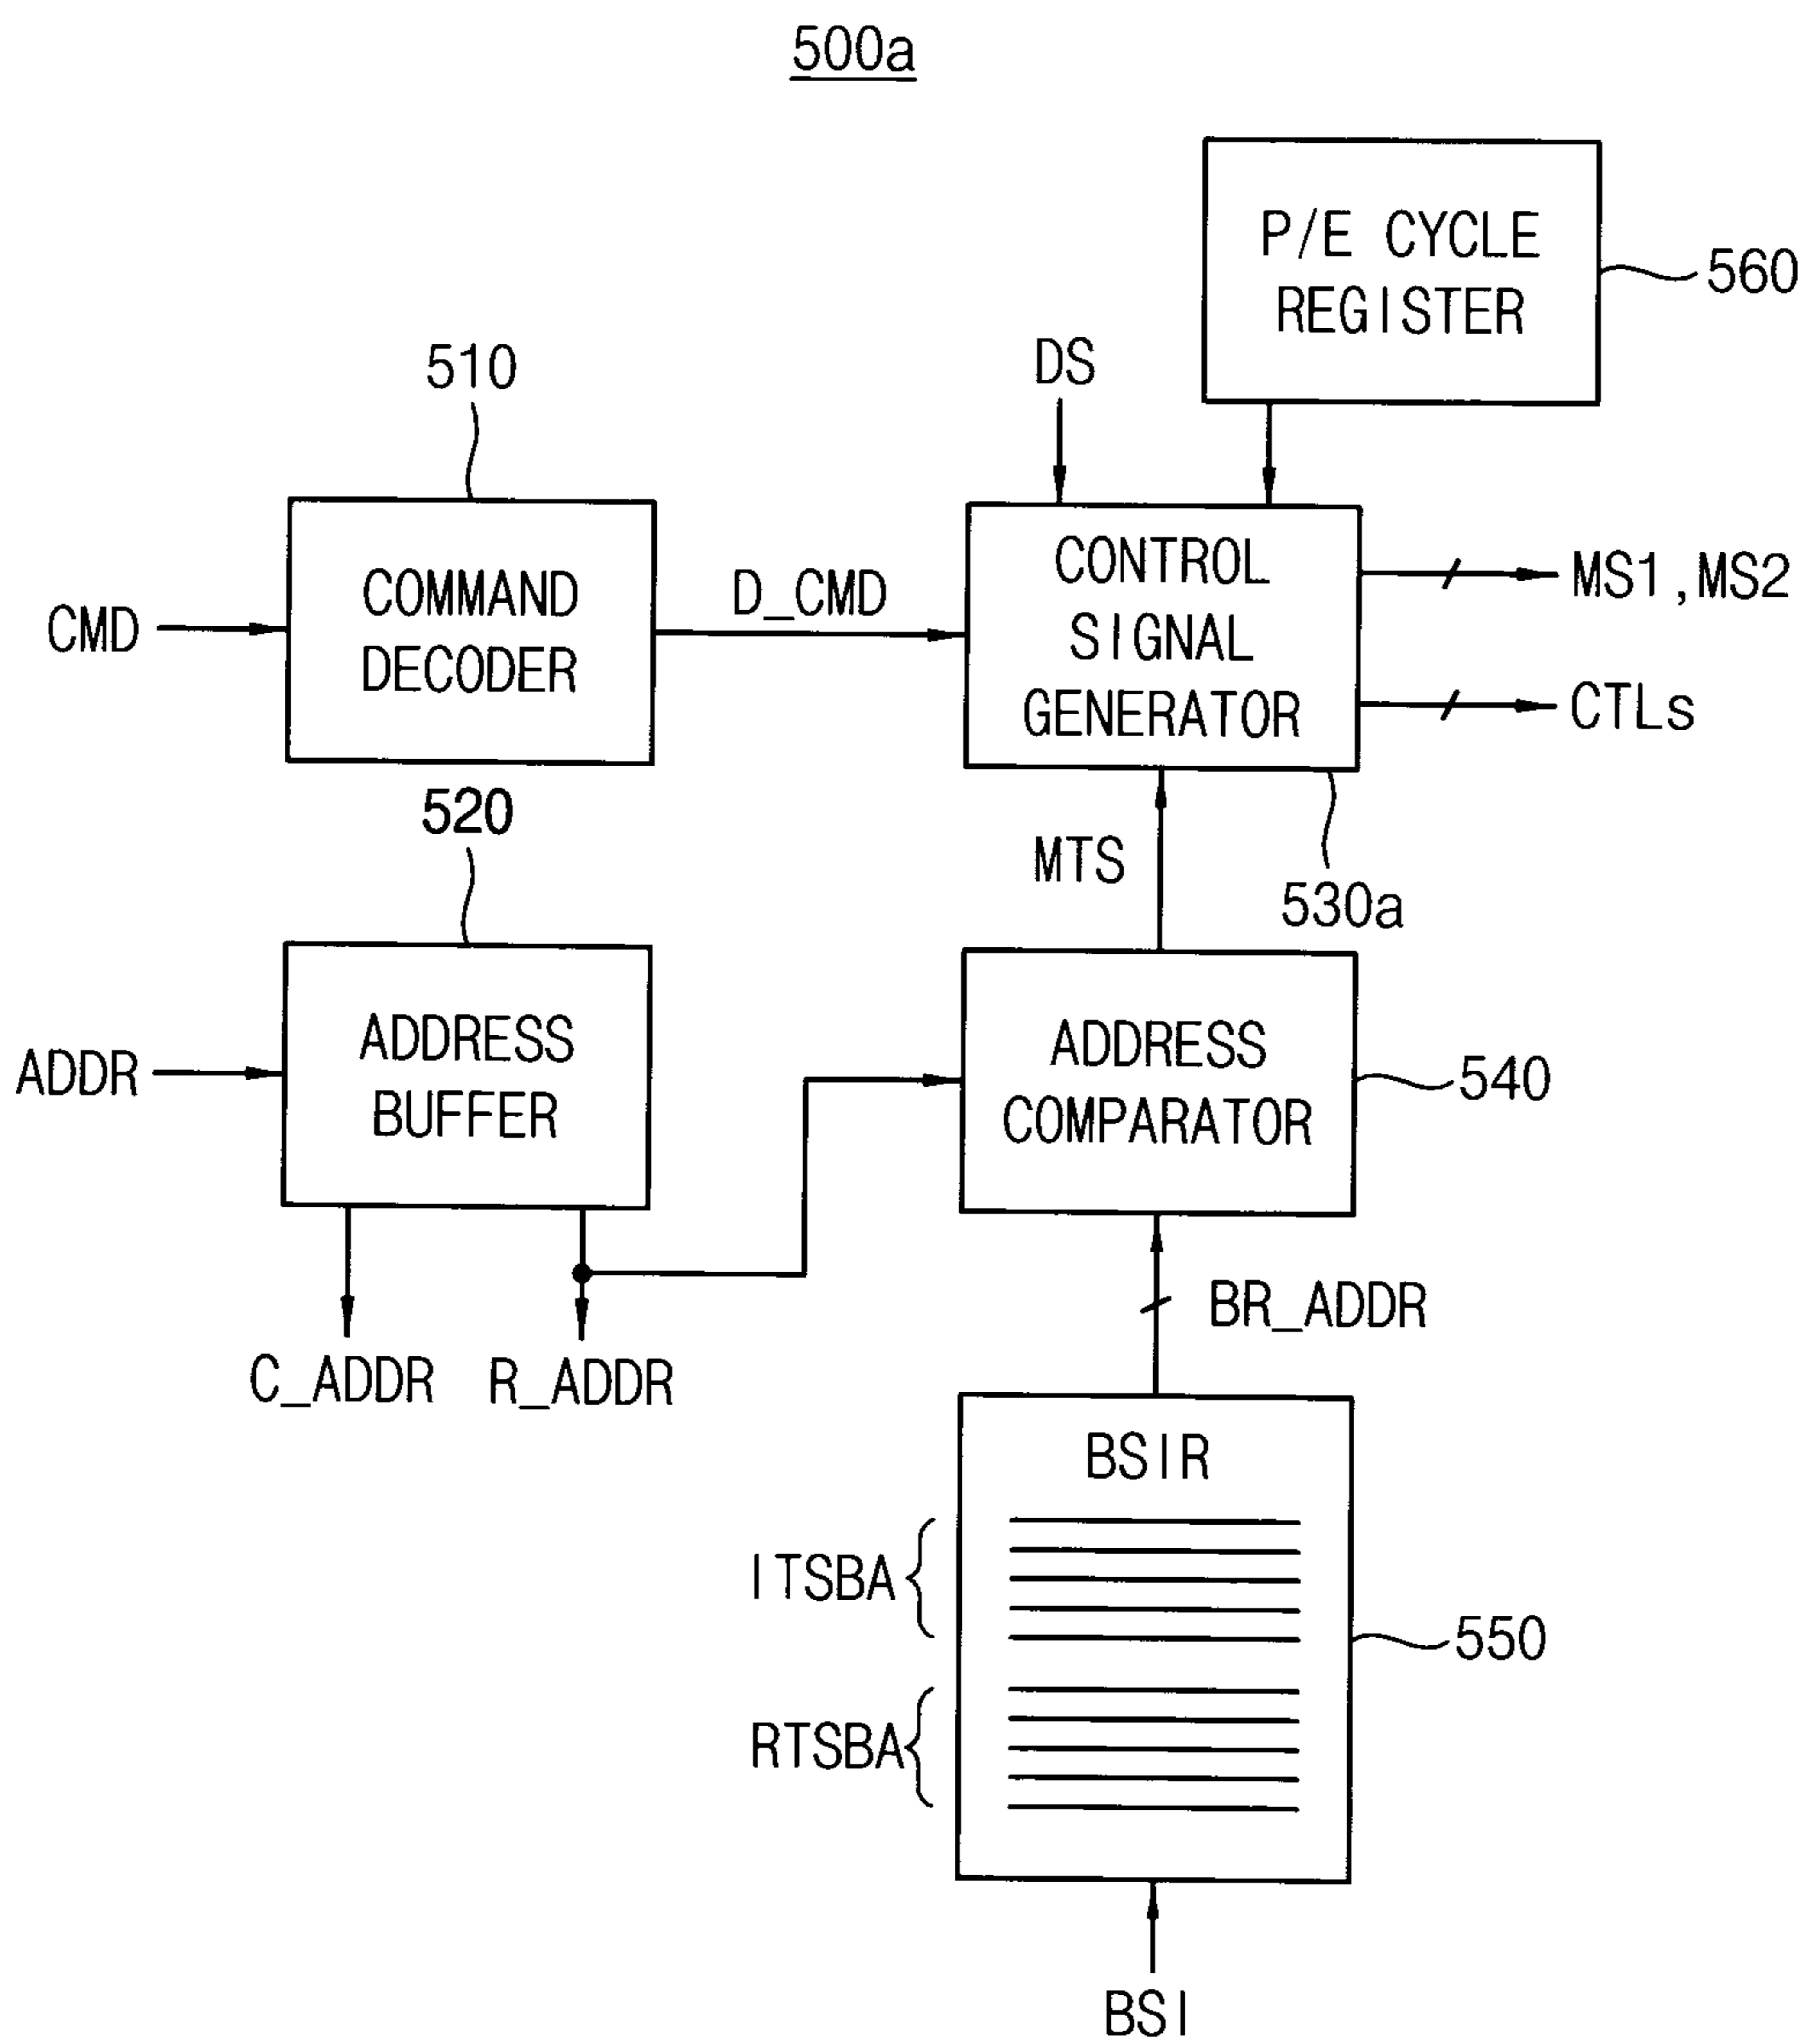 500a
P/E CYCLE
REGISTER
560
DS
510
COMMAND
DECODER
CMD
D_CMD
CONTROL
SIGNAL
GENERATOR
MS1,MS2
CTLs
530a
MTS
520
ADDRESS
BUFFER
ADDR
C_ADDR
R_ADDR
ADDRESS
COMPARATOR
540
BR_ADDR
BSIR
ITSBA
RTSBA
550
BSI